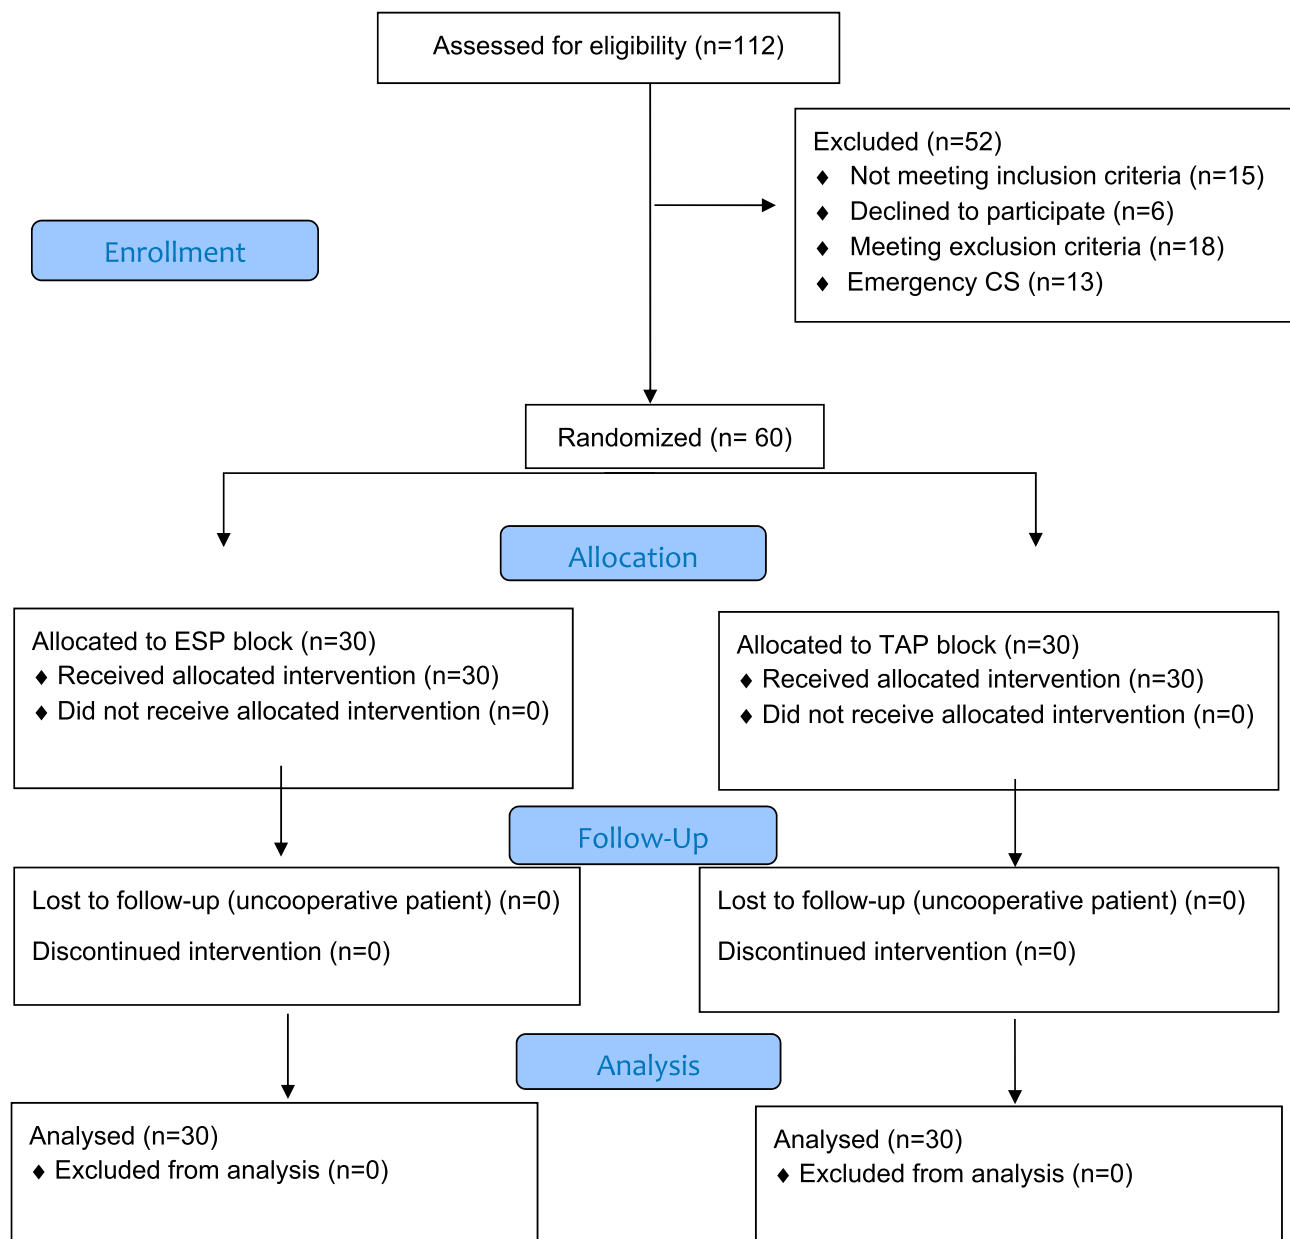 Assessed for eligibility (n=112)
Excluded (n=52)
♦ Not meeting inclusion criteria (n=15)
♦ Declined to participate (n=6)
♦ Meeting exclusion criteria (n=18)
♦ Emergency CS (n=13)
Enrollment
Randomized (n= 60)
Allocation
Allocated to ESP block (n=30)
♦ Received allocated intervention (n=30)
♦ Did not receive allocated intervention (n=0)
Allocated to TAP block (n=30)
♦ Received allocated intervention (n=30)
♦ Did not receive allocated intervention (n=0)
Follow-Up
Lost to follow-up (uncooperative patient) (n=0)
Discontinued intervention (n=0)
Lost to follow-up (uncooperative patient) (n=0)
Discontinued intervention (n=0)
Analysis
Analysed (n=30)
♦ Excluded from analysis (n=0)
Analysed (n=30)
♦ Excluded from analysis (n=0)